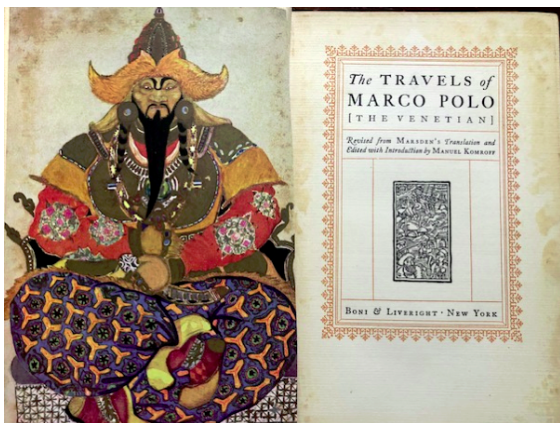 The TRAVELS of
MARCO POLO
[THE VENETIAN]
Revised from MARSDEN'S Translation and
Edited with Introduction by MANUEL KOMROFF
BONI & LIVERIGHT · NEW YORK